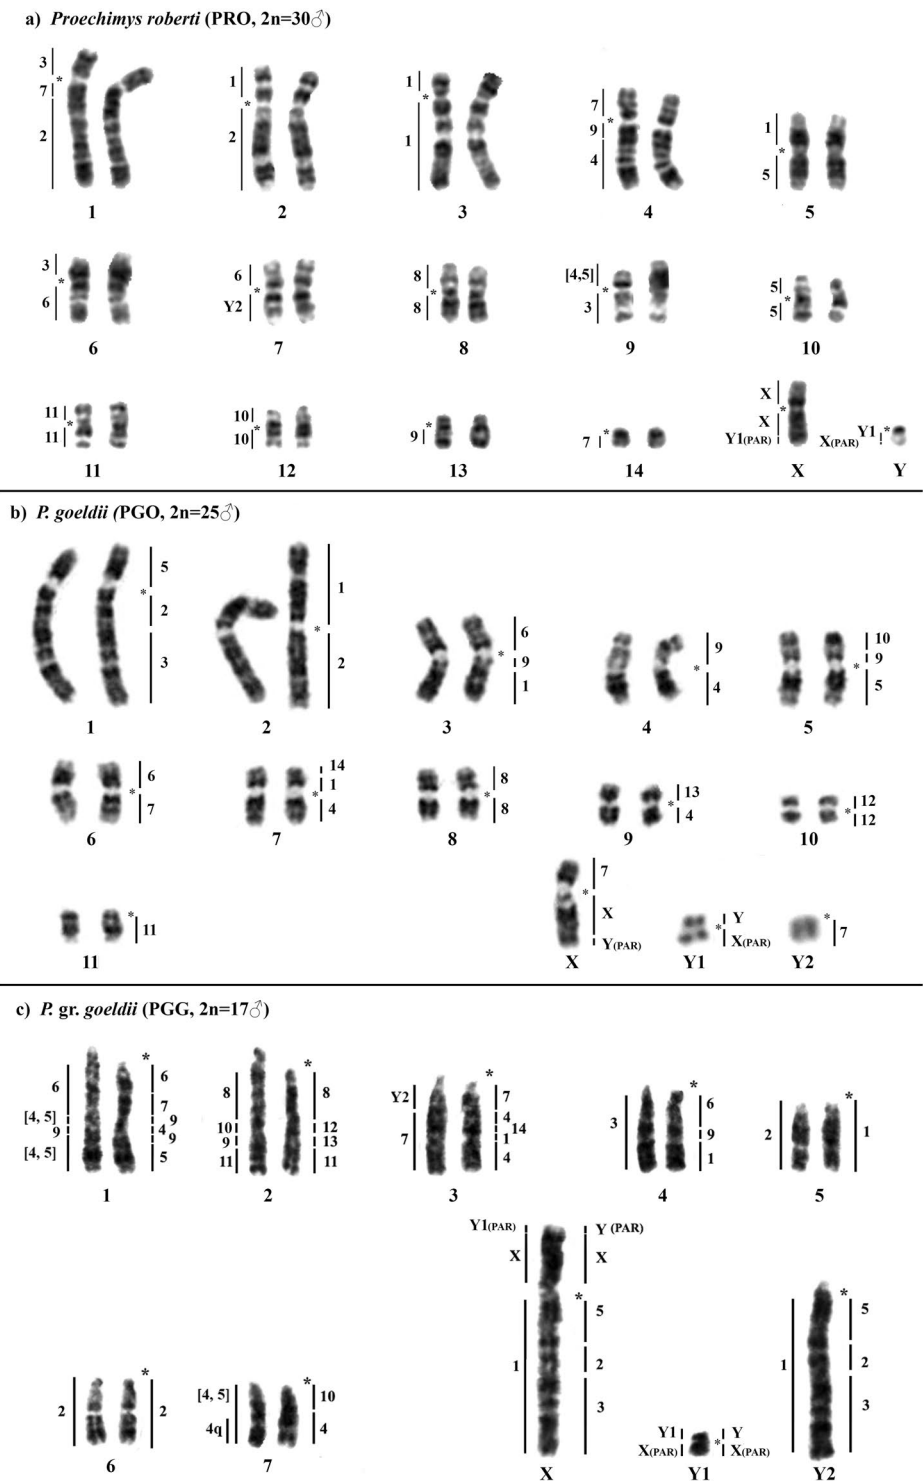 a) Proechimys roberti (PRO, 2n=30♂)
3 * 7 2
1 * 2
1 * 1
7 * 9 4
1 * 5
1 2 3 4 5
3 * 6
6 * Y2
8 * 8
[4,5] * 3
5 * 5
6 7 8 9 10
11 * 11
10 * 10
* 9
* 7
X * X Y1(PAR)
X(PAR) Y1 *
11 12 13 14 X Y
b) P. goeldii (PGO, 2n=25♂)
5 * 2 3
1 * 2
6 * 9 1
9 * 4
10 9 * 5
1 2 3 4 5
6 * 7
14 1 * 4
8 * 8
13 * 4
12 * 12
6 7 8 9 10
* 11
7 * X Y(PAR)
Y * X(PAR)
* 7
11 X Y1 Y2
c) P. gr. goeldii (PGG, 2n=17♂)
6 [4, 5] 9 [4, 5]
* 6 7 9 4 9 5
8 10 9 11
* 8 12 13 11
Y2 7
* 7 4 14 1 4
3
* 6 9 1
2
* 1
1 2 3 4 5
Y1(PAR) X 1
Y (PAR) X * 5 2 3
2 * 2
[4, 5] 4q
* 10 4
Y1 X(PAR) * Y X(PAR)
1 * 5 2 3
6 7 X Y1 Y2